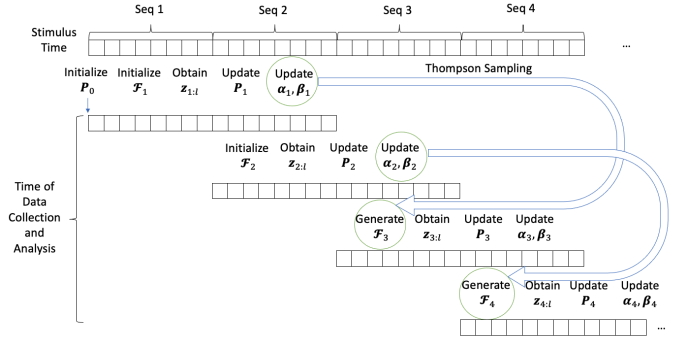 Seq 1 Seq 2 Seq 3 Seq 4
Stimulus
Time
...
Initialize Initialize Obtain Update Update Thompson Sampling
P₀ ℱ₁ z₁:ₗ P₁ α₁, β₁
Initialize Obtain Update Update
ℱ₂ z₂:ₗ P₂ α₂, β₂
Time of
Data
Collection
and
Analysis
Generate Obtain Update Update
ℱ₃ z₃:ₗ P₃ α₃, β₃
Generate Obtain Update Update
ℱ₄ z₄:ₗ P₄ α₄, β₄
...